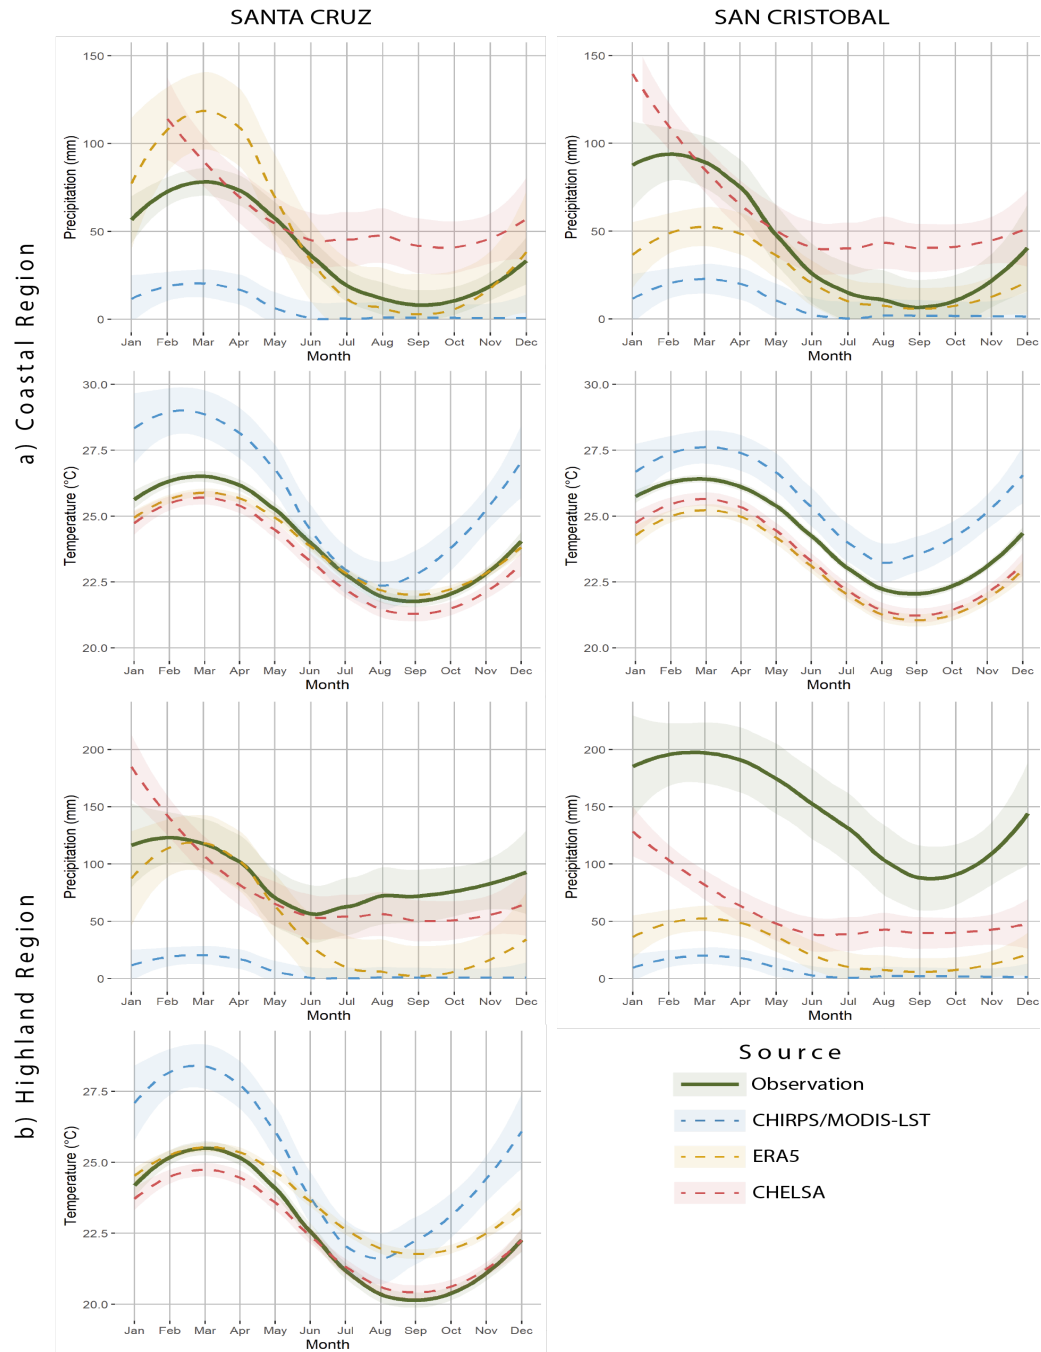 SANTA CRUZ
SAN CRISTOBAL
a) Coastal Region
Precipitation (mm)
150
100
50
0
Jan Feb Mar Apr May Jun Jul Aug Sep Oct Nov Dec
Month
Precipitation (mm)
150
100
50
0
Jan Feb Mar Apr May Jun Jul Aug Sep Oct Nov Dec
Month
Temperature (°C)
30.0
27.5
25.0
22.5
20.0
Jan Feb Mar Apr May Jun Jul Aug Sep Oct Nov Dec
Month
Temperature (°C)
30.0
27.5
25.0
22.5
20.0
Jan Feb Mar Apr May Jun Jul Aug Sep Oct Nov Dec
Month
b) Highland Region
Precipitation (mm)
200
150
100
50
0
Jan Feb Mar Apr May Jun Jul Aug Sep Oct Nov Dec
Month
Precipitation (mm)
200
150
100
50
0
Jan Feb Mar Apr May Jun Jul Aug Sep Oct Nov Dec
Month
Temperature (°C)
27.5
25.0
22.5
20.0
Jan Feb Mar Apr May Jun Jul Aug Sep Oct Nov Dec
Month
Source
Observation
CHIRPS/MODIS-LST
ERA5
CHELSA